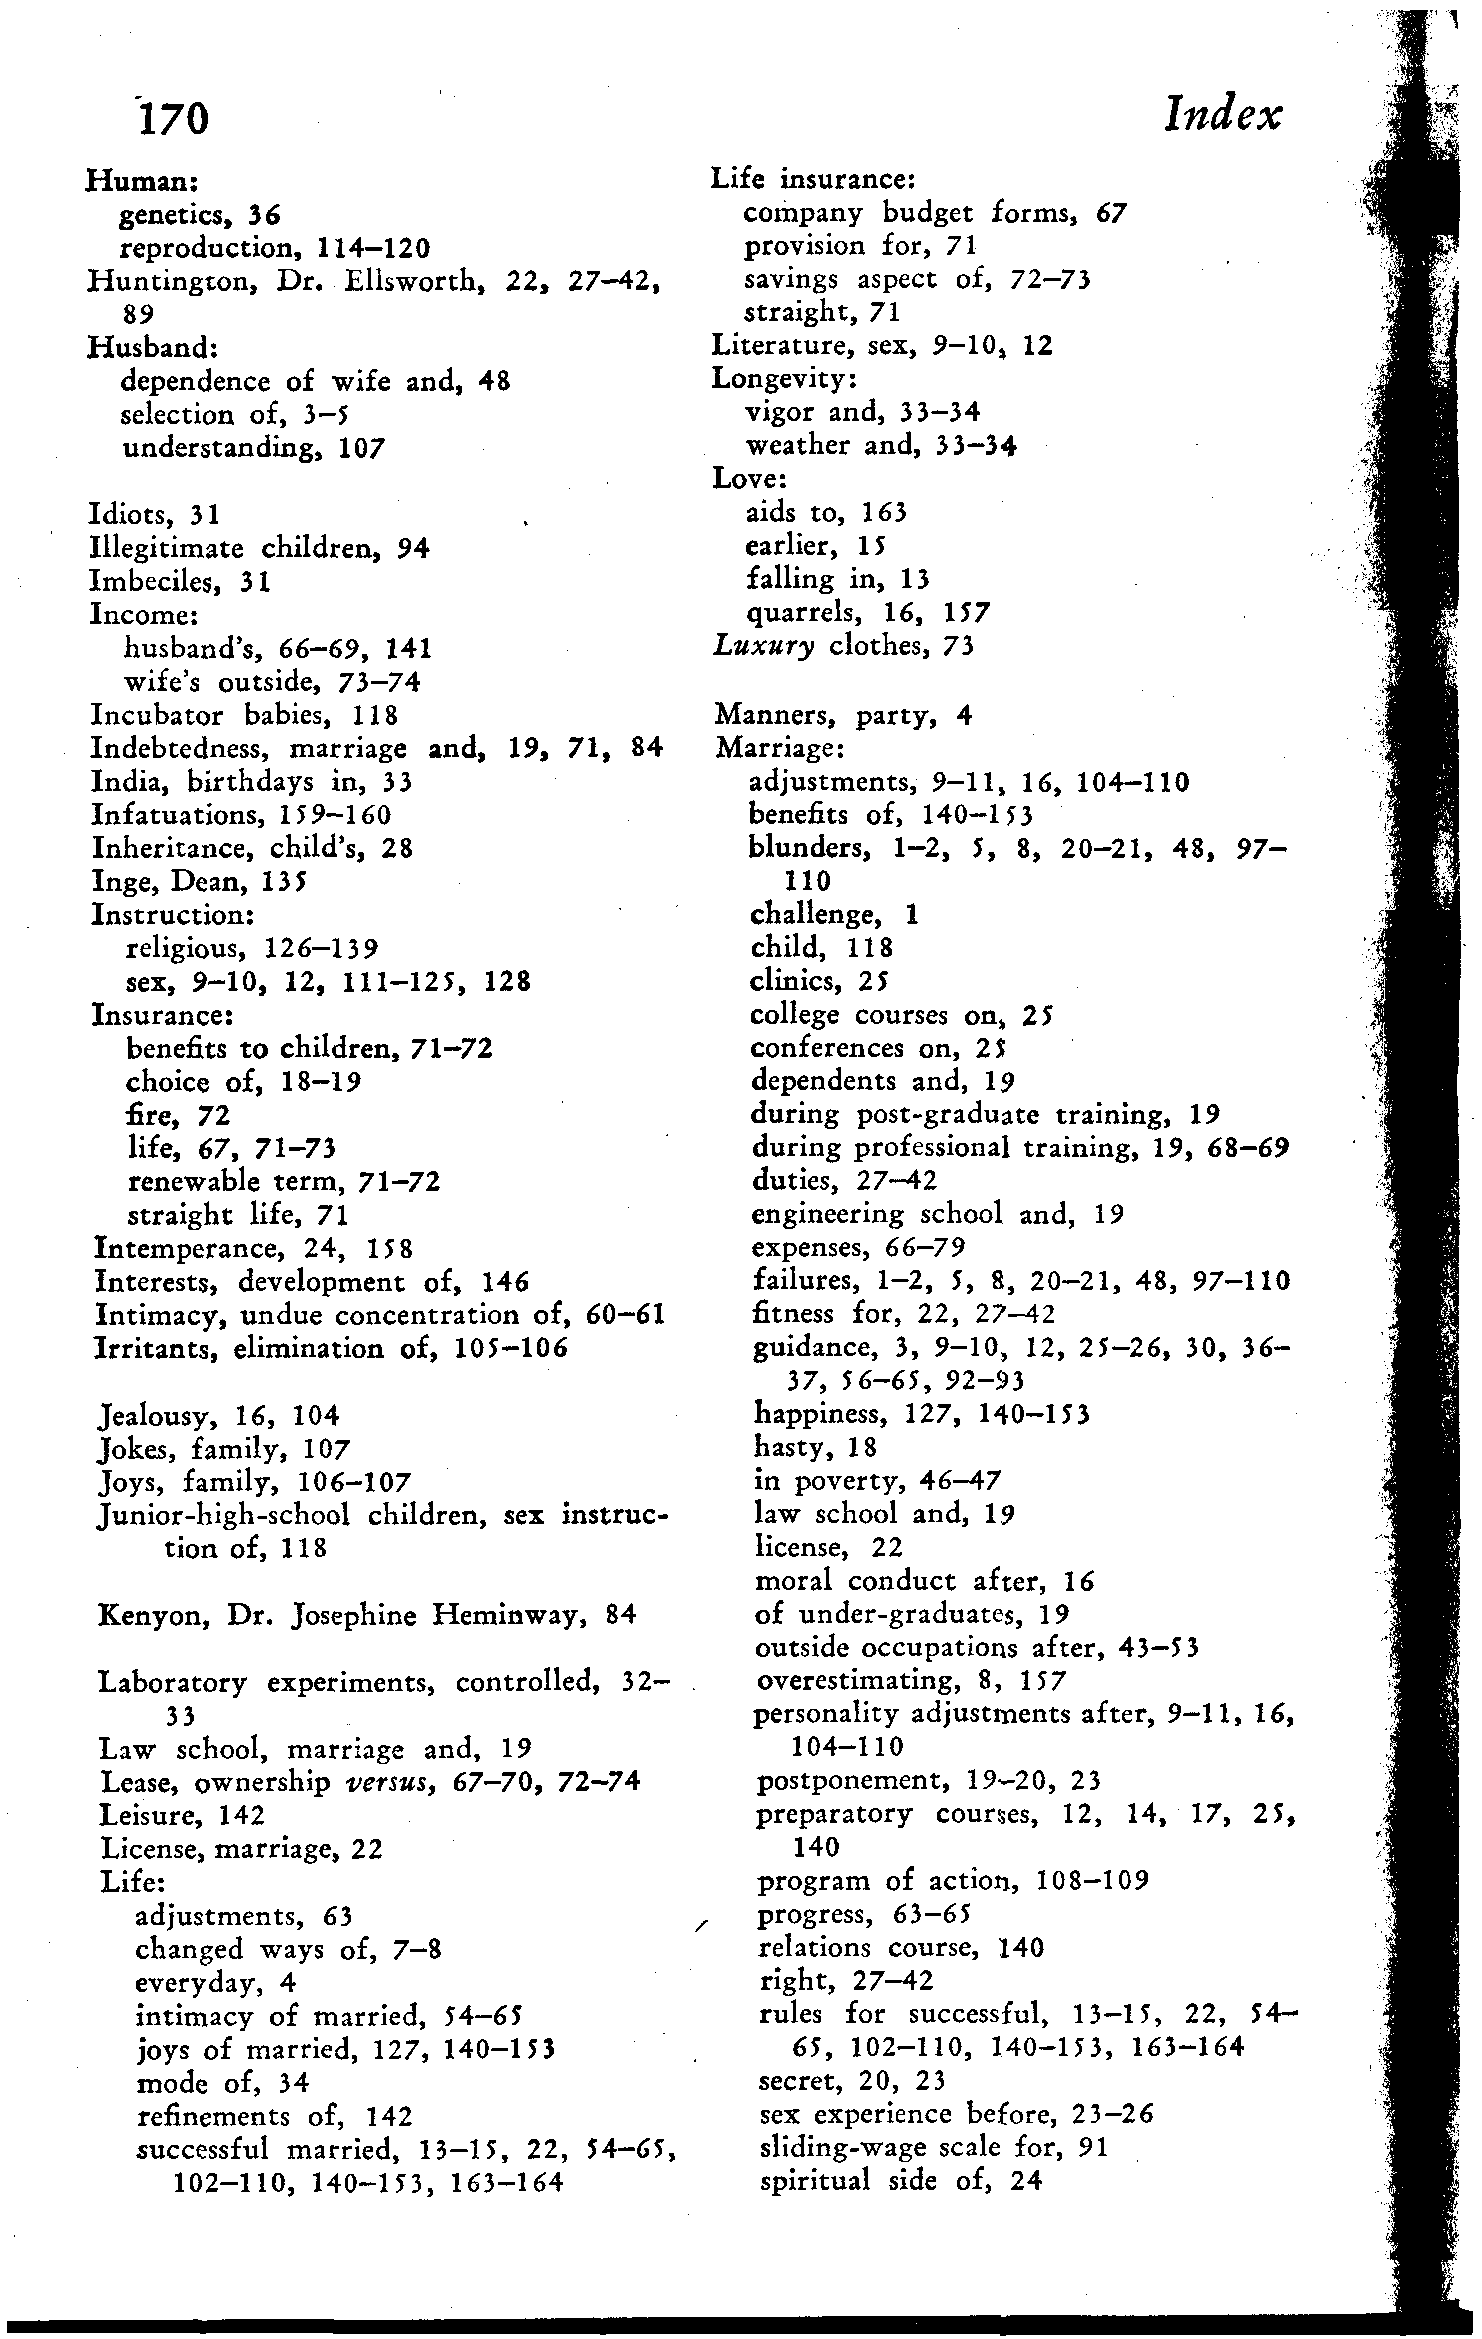 170
Index
Human:
genetics, 36
reproduction, 114–120
Huntington, Dr. Ellsworth, 22, 27–42,
89
Husband:
dependence of wife and, 48
selection of, 3–5
understanding, 107
Idiots, 31
Illegitimate children, 94
Imbeciles, 31
Income:
husband's, 66–69, 141
wife's outside, 73–74
Incubator babies, 118
Indebtedness, marriage and, 19, 71, 84
India, birthdays in, 33
Infatuations, 159–160
Inheritance, child's, 28
Inge, Dean, 135
Instruction:
religious, 126–139
sex, 9–10, 12, 111–125, 128
Insurance:
benefits to children, 71–72
choice of, 18–19
fire, 72
life, 67, 71–73
renewable term, 71–72
straight life, 71
Intemperance, 24, 158
Interests, development of, 146
Intimacy, undue concentration of, 60–61
Irritants, elimination of, 105–106
Jealousy, 16, 104
Jokes, family, 107
Joys, family, 106–107
Junior-high-school children, sex instruc-
tion of, 118
Kenyon, Dr. Josephine Heminway, 84
Laboratory experiments, controlled, 32–
33
Law school, marriage and, 19
Lease, ownership versus, 67–70, 72–74
Leisure, 142
License, marriage, 22
Life:
adjustments, 63
changed ways of, 7–8
everyday, 4
intimacy of married, 54–65
joys of married, 127, 140–153
mode of, 34
refinements of, 142
successful married, 13–15, 22, 54–65,
102–110, 140–153, 163–164
Life insurance:
company budget forms, 67
provision for, 71
savings aspect of, 72–73
straight, 71
Literature, sex, 9–10, 12
Longevity:
vigor and, 33–34
weather and, 33–34
Love:
aids to, 163
earlier, 15
falling in, 13
quarrels, 16, 157
Luxury clothes, 73
Manners, party, 4
Marriage:
adjustments, 9–11, 16, 104–110
benefits of, 140–153
blunders, 1–2, 5, 8, 20–21, 48, 97–
110
challenge, 1
child, 118
clinics, 25
college courses on, 25
conferences on, 25
dependents and, 19
during post-graduate training, 19
during professional training, 19, 68–69
duties, 27–42
engineering school and, 19
expenses, 66–79
failures, 1–2, 5, 8, 20–21, 48, 97–110
fitness for, 22, 27–42
guidance, 3, 9–10, 12, 25–26, 30, 36–
37, 56–65, 92–93
happiness, 127, 140–153
hasty, 18
in poverty, 46–47
law school and, 19
license, 22
moral conduct after, 16
of under-graduates, 19
outside occupations after, 43–53
overestimating, 8, 157
personality adjustments after, 9–11, 16,
104–110
postponement, 19–20, 23
preparatory courses, 12, 14, 17, 25,
140
program of action, 108–109
progress, 63–65
relations course, 140
right, 27–42
rules for successful, 13–15, 22, 54–
65, 102–110, 140–153, 163–164
secret, 20, 23
sex experience before, 23–26
sliding-wage scale for, 91
spiritual side of, 24